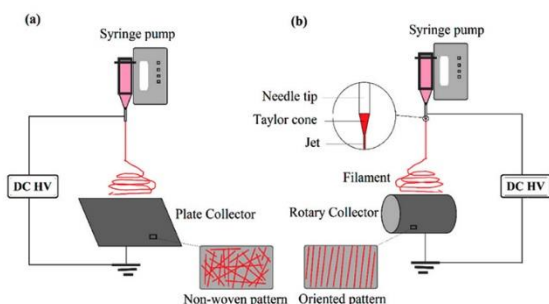 (a)
Syringe pump
DC HV
Plate Collector
Non-woven pattern
(b)
Syringe pump
Needle tip
Taylor cone
Jet
Filament
DC HV
Rotary Collector
Oriented pattern